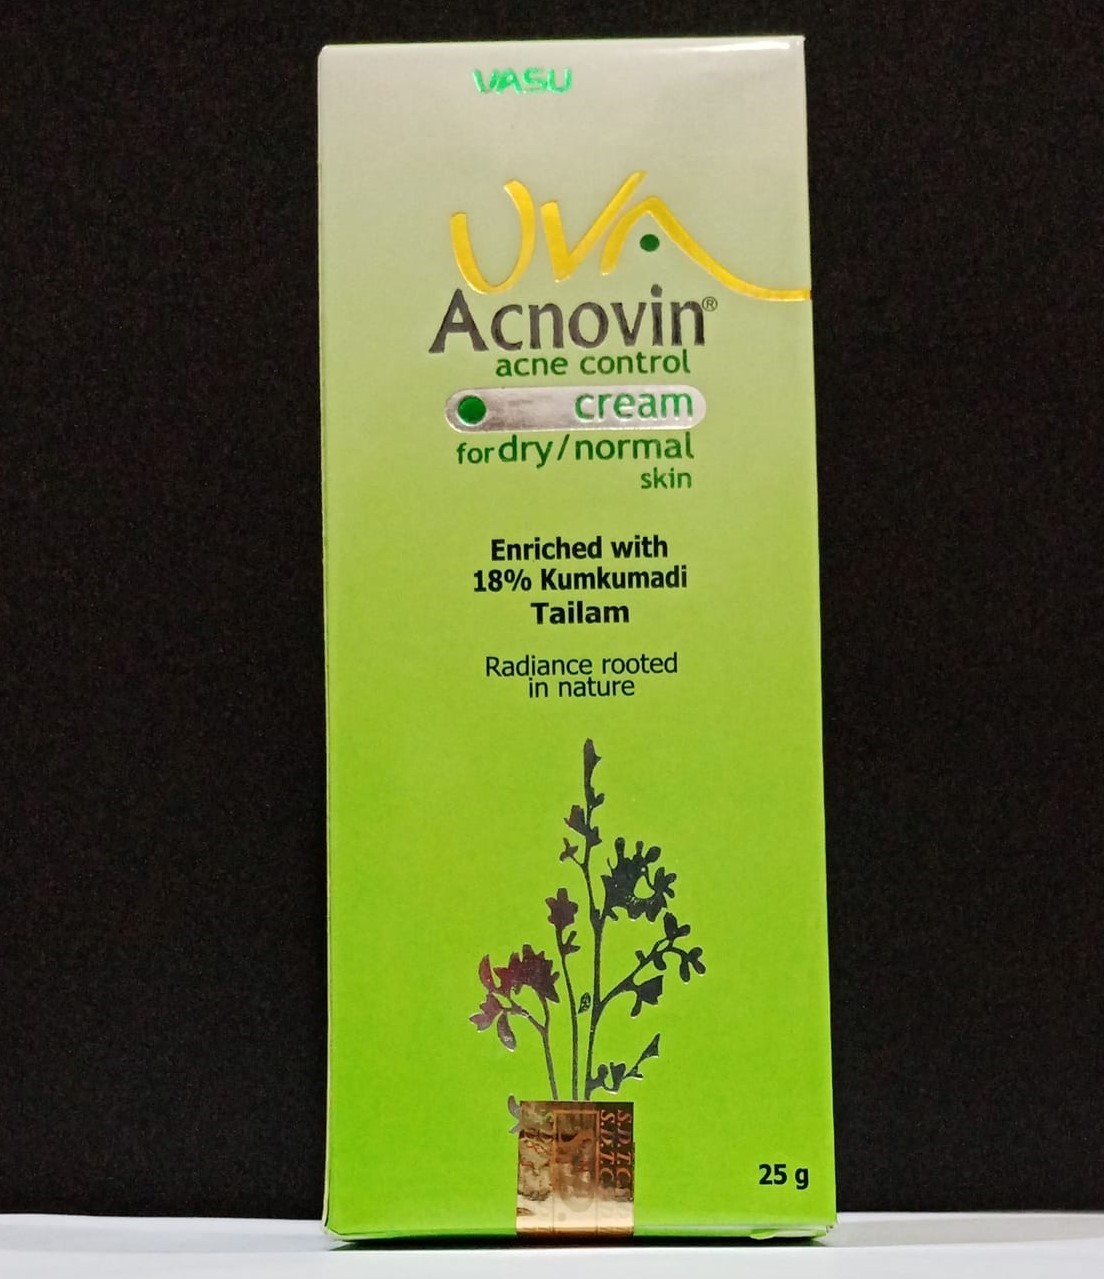 VASU
UVA
Acnovin®
acne control
cream
for dry/normal
skin
Enriched with
18% Kumkumadi
Tailam
Radiance rooted
in nature
S.D.T.C
S.D.T.C
25 g